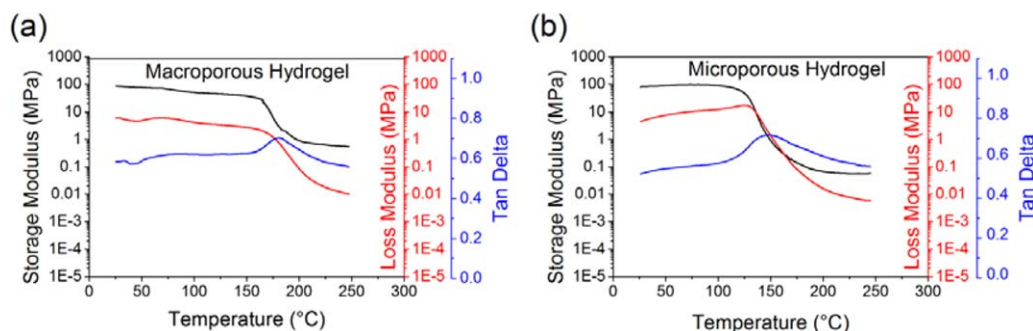 (a)
Macroporous Hydrogel
Storage Modulus (MPa)
1000
100
10
1
0.1
0.01
1E-3
1E-4
1E-5
0 50 100 150 200 250 300
Temperature (°C)
Loss Modulus (MPa)
1000
100
10
1
0.1
0.01
1E-3
1E-4
1E-5
Tan Delta
1.0
0.8
0.6
0.4
0.2
0.0
(b)
Microporous Hydrogel
Storage Modulus (MPa)
1000
100
10
1
0.1
0.01
1E-3
1E-4
1E-5
0 50 100 150 200 250 300
Temperature (°C)
Loss Modulus (MPa)
1000
100
10
1
0.1
0.01
1E-3
1E-4
1E-5
Tan Delta
1.0
0.8
0.6
0.4
0.2
0.0